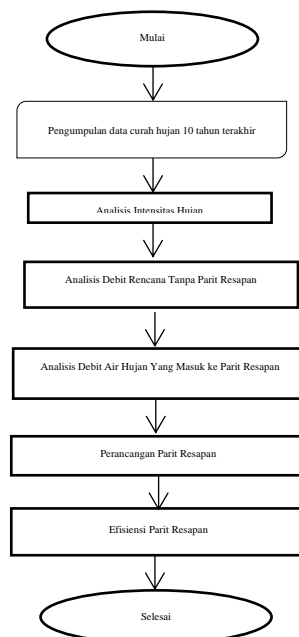 Mulai
Pengumpulan data curah hujan 10 tahun terakhir
Analisis Intensitas Hujan
Analisis Debit Rencana Tanpa Parit Resapan
Analisis Debit Air Hujan Yang Masuk ke Parit Resapan
Perancangan Parit Resapan
Efisiensi Parit Resapan
Selesai